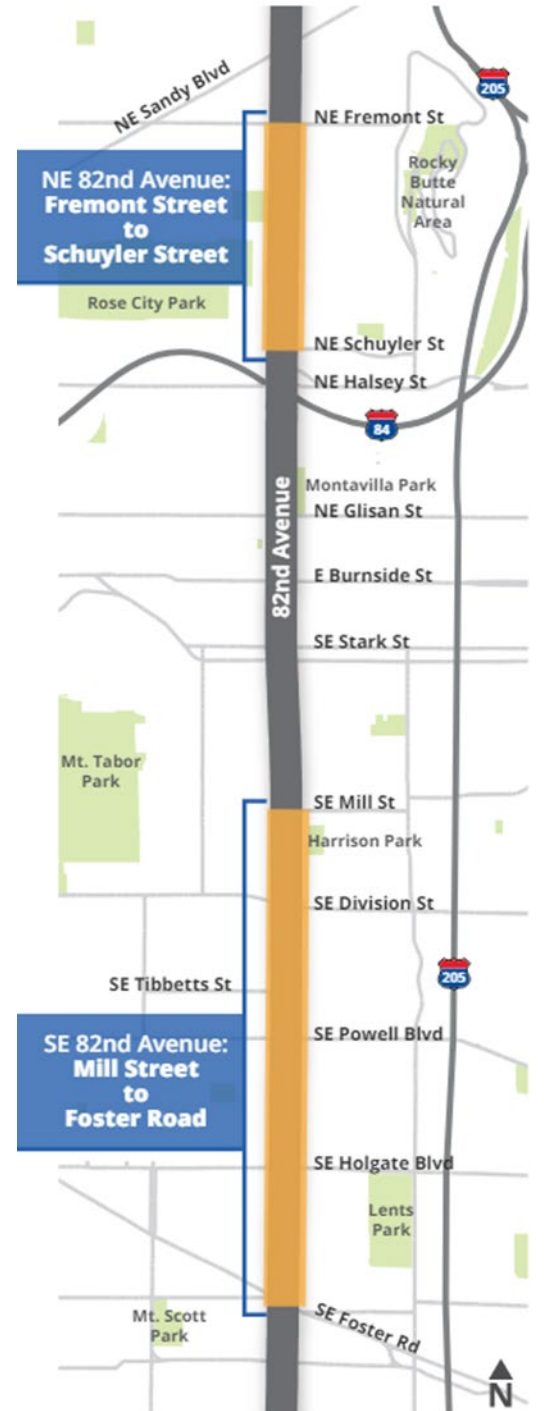 NE Sandy Blvd
205
NE Fremont St
NE 82nd Avenue:
Fremont Street
to
Schuyler Street
Rocky
Butte
Natural
Area
Rose City Park
NE Schuyler St
NE Halsey St
84
82nd Avenue
Montavilla Park
NE Glisan St
E Burnside St
SE Stark St
Mt. Tabor
Park
SE Mill St
Harrison Park
SE Division St
205
SE Tibbetts St
SE 82nd Avenue:
Mill Street
to
Foster Road
SE Powell Blvd
SE Holgate Blvd
Lents
Park
Mt. Scott
Park
SE Foster Rd
N